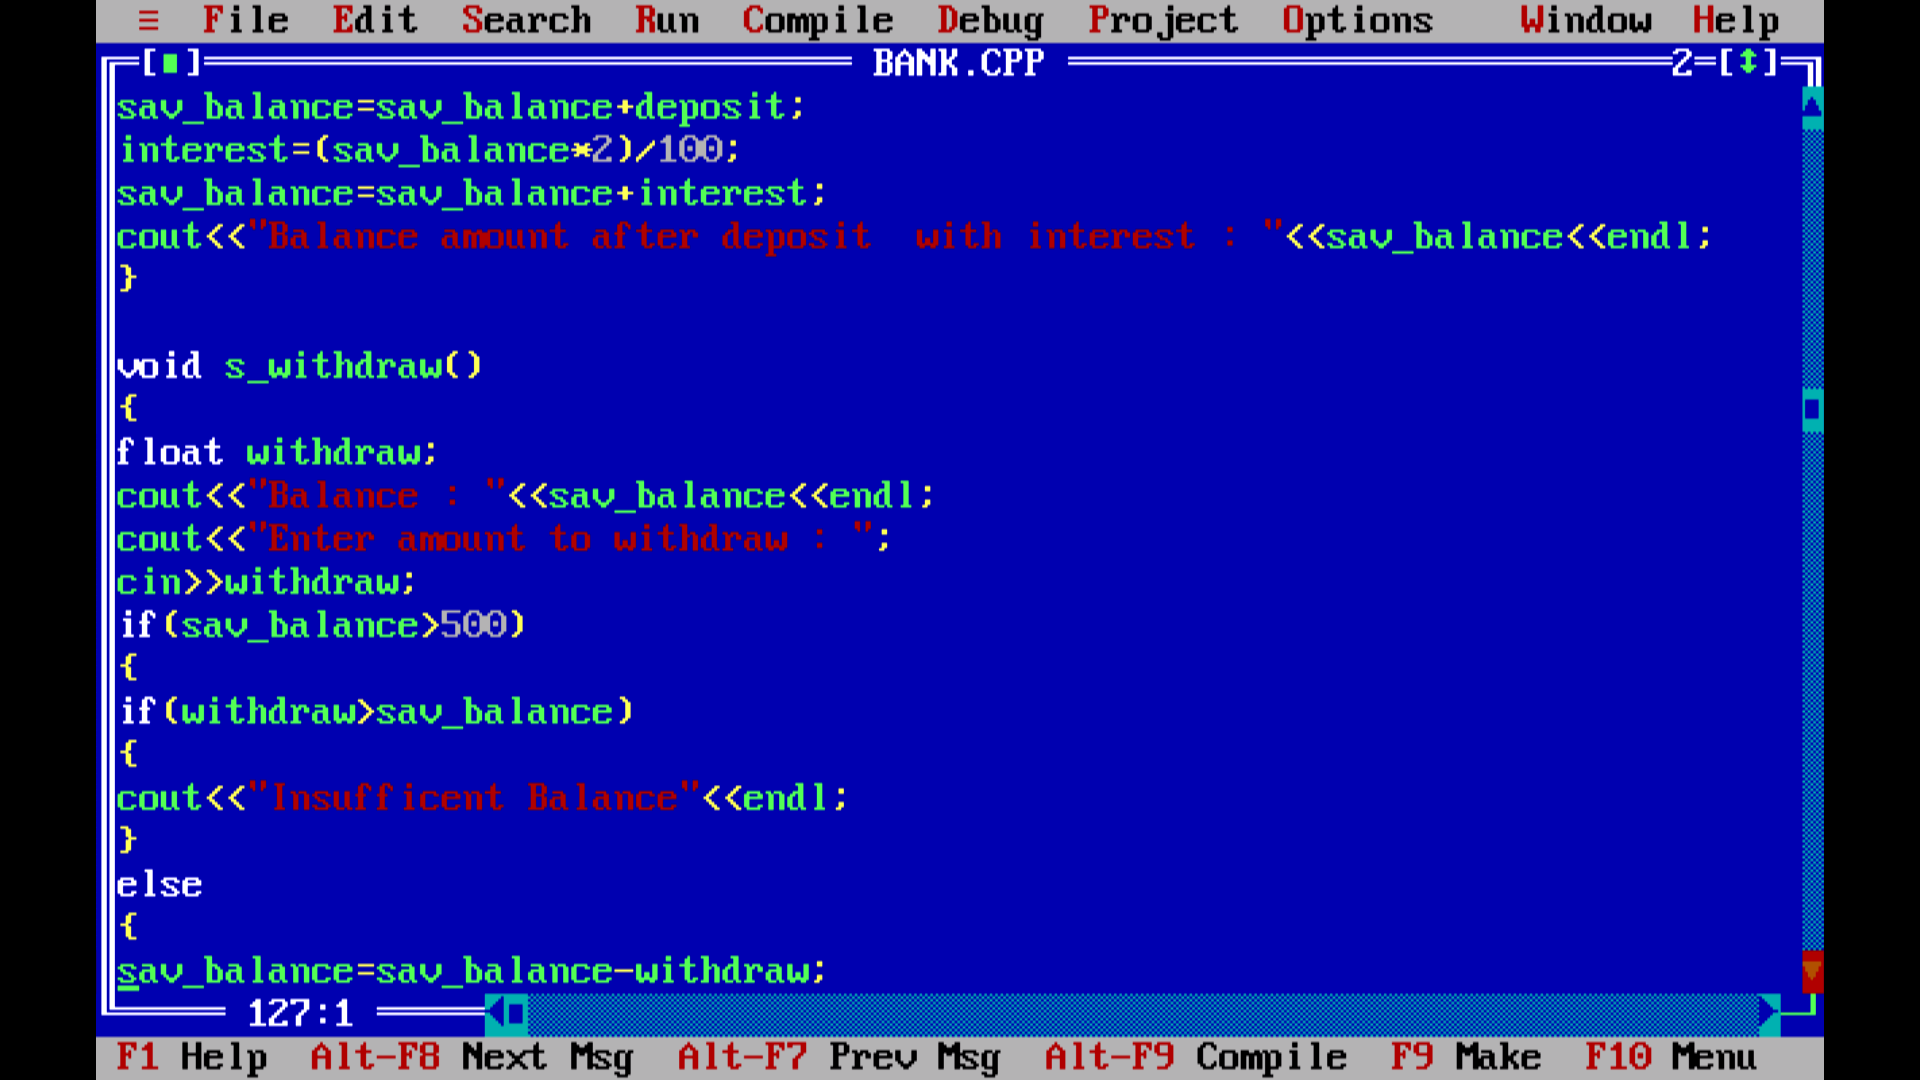 ≡ File Edit Search Run Compile Debug Project Options Window Help
[■] BANK.CPP 2=[↕]
sav_balance=sav_balance+deposit;
interest=(sav_balance*2)/100;
sav_balance=sav_balance+interest;
cout<<"Balance amount after deposit  with interest : "<<sav_balance<<endl;
}
void s_withdraw()
{
float withdraw;
cout<<"Balance : "<<sav_balance<<endl;
cout<<"Enter amount to withdraw : ";
cin>>withdraw;
if(sav_balance>500)
{
if(withdraw>sav_balance)
{
cout<<"Insufficent Balance"<<endl;
}
else
{
sav_balance=sav_balance-withdraw;
127:1
F1 Help Alt-F8 Next Msg Alt-F7 Prev Msg Alt-F9 Compile F9 Make F10 Menu